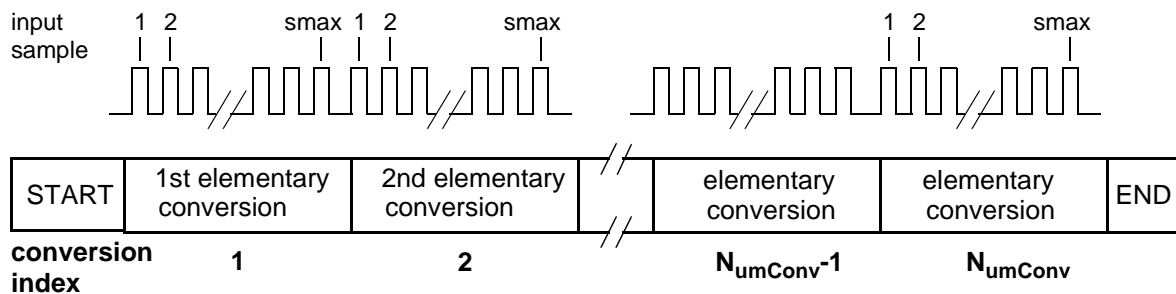 input sample 1 2 smax 1 2 smax 1 2 smax
START 1st elementary conversion 2nd elementary conversion elementary conversion elementary conversion END
conversion index 1 2 NumConv-1 NumConv